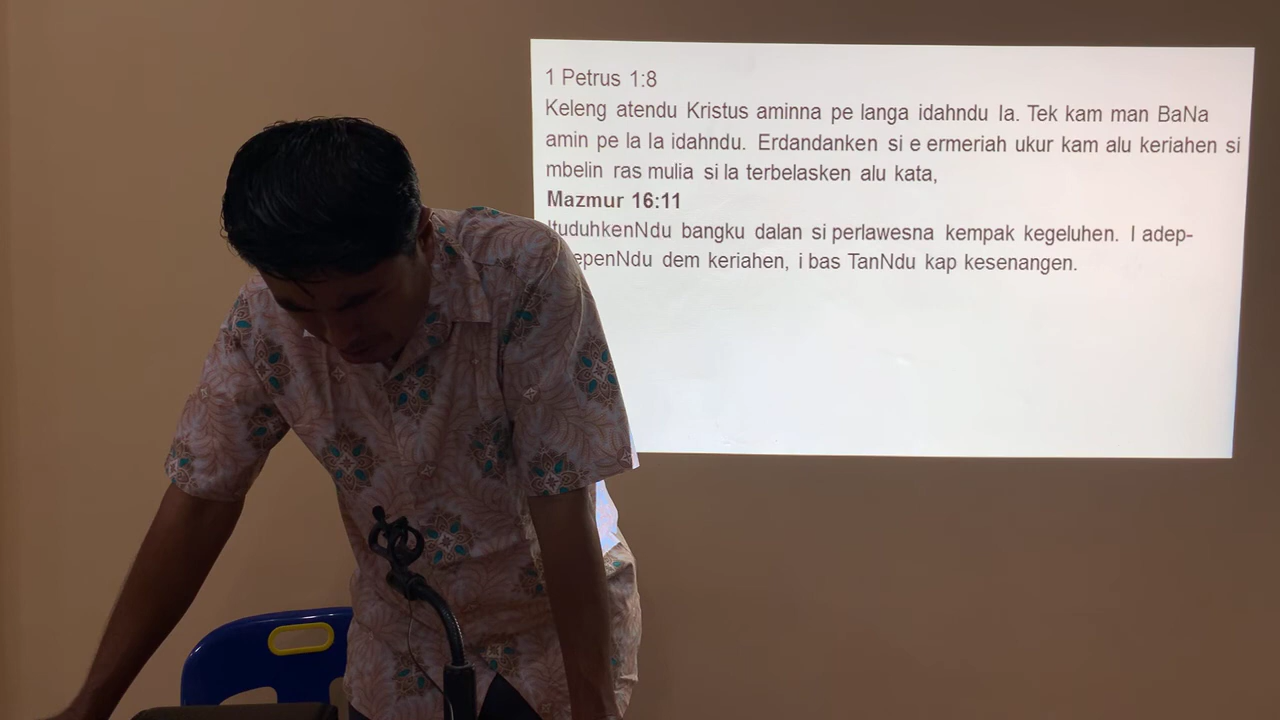 1 Petrus 1:8
Keleng atendu Kristus aminna pe langa idahndu Ia. Tek kam man BaNa
amin pe la Ia idahndu. Erdandanken si e ermeriah ukur kam alu keriahen si
mbelin ras mulia si la terbelasken alu kata,
Mazmur 16:11
ItuduhkenNdu bangku dalan si perlawesna kempak kegeluhen. I adep-
epenNdu dem keriahen, i bas TanNdu kap kesenangen.